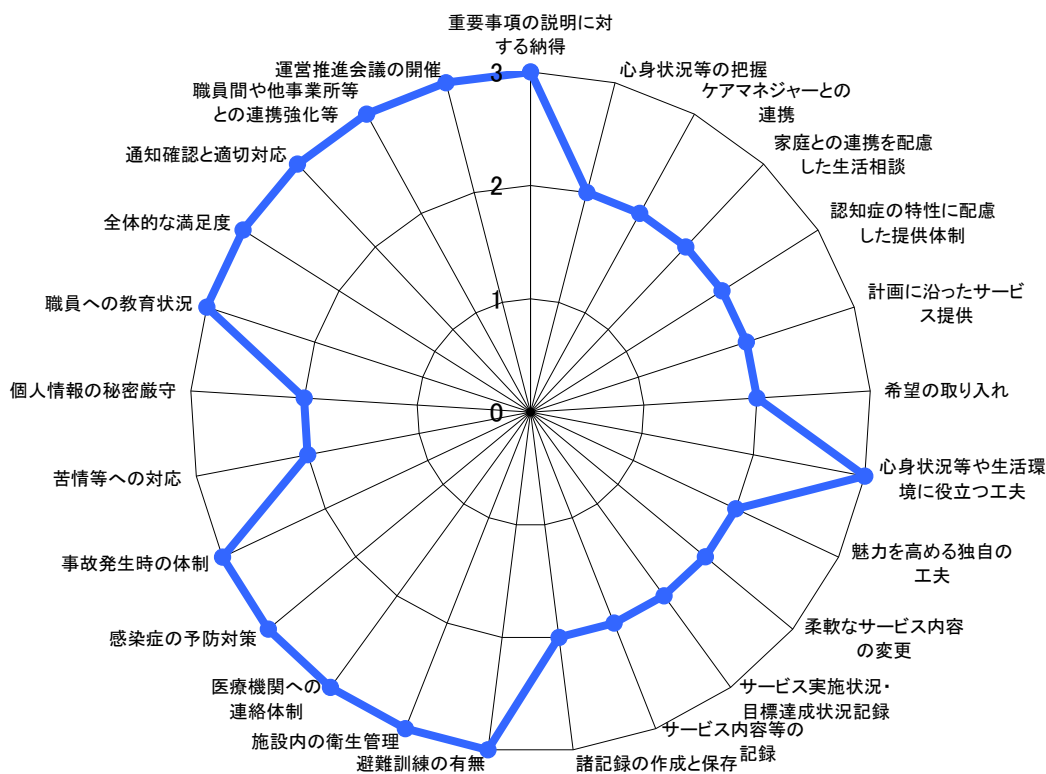 重要事項の説明に対
する納得
心身状況等の把握
ケアマネジャーとの
連携
家庭との連携を配慮
した生活相談
認知症の特性に配慮
した提供体制
計画に沿ったサービ
ス提供
希望の取り入れ
心身状況等や生活環
境に役立つ工夫
魅力を高める独自の
工夫
柔軟なサービス内容
の変更
サービス実施状況・
目標達成状況記録
サービス内容等の
記録
諸記録の作成と保存
避難訓練の有無
施設内の衛生管理
医療機関への
連絡体制
感染症の予防対策
事故発生時の体制
苦情等への対応
個人情報の秘密厳守
職員への教育状況
全体的な満足度
通知確認と適切対応
職員間や他事業所等
との連携強化等
運営推進会議の開催
3
2
1
0